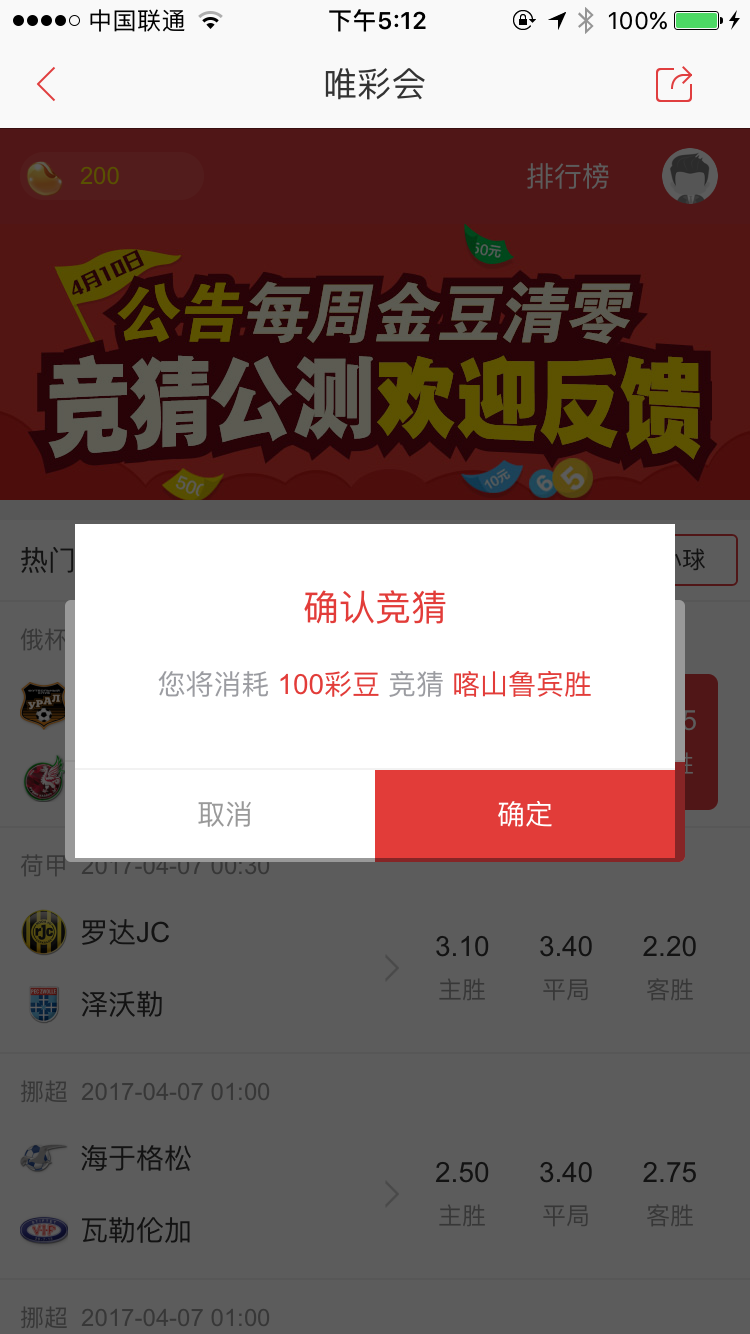 中国联通 下午5:12 100%
唯彩会
200 排行榜
50元
4月10日
公告每周金豆清零
竞猜公测欢迎反馈
500 10元 6 5
热门 小球
确认竞猜
俄杯
您将消耗 100彩豆 竞猜 喀山鲁宾胜
УРАЛ
5
胜
取消 确定
荷甲 2017-04-07 00:30
罗达JC
3.10 3.40 2.20
主胜 平局 客胜
泽沃勒
挪超 2017-04-07 01:00
海于格松
2.50 3.40 2.75
主胜 平局 客胜
VIP 瓦勒伦加
挪超 2017-04-07 01:00